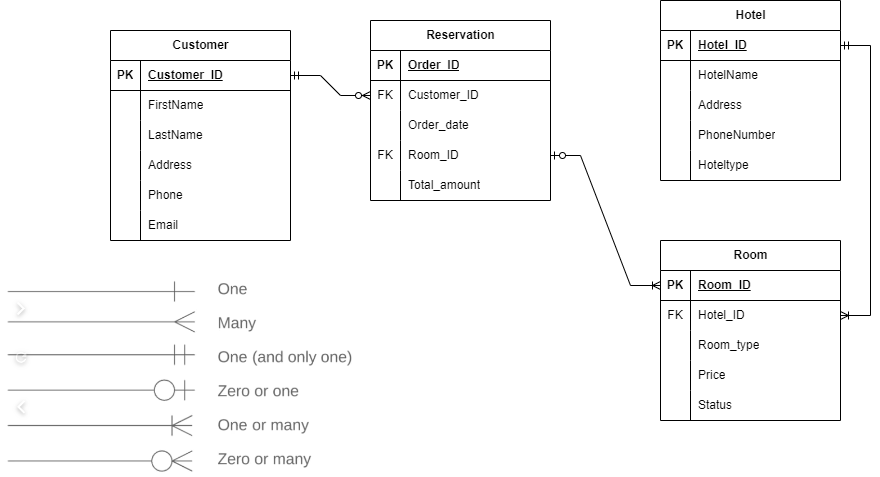 Customer
PK Customer_ID
FirstName
LastName
Address
Phone
Email
Reservation
PK Order_ID
FK Customer_ID
Order_date
FK Room_ID
Total_amount
Hotel
PK Hotel_ID
HotelName
Address
PhoneNumber
Hoteltype
Room
PK Room_ID
FK Hotel_ID
Room_type
Price
Status
One
Many
One (and only one)
Zero or one
One or many
Zero or many